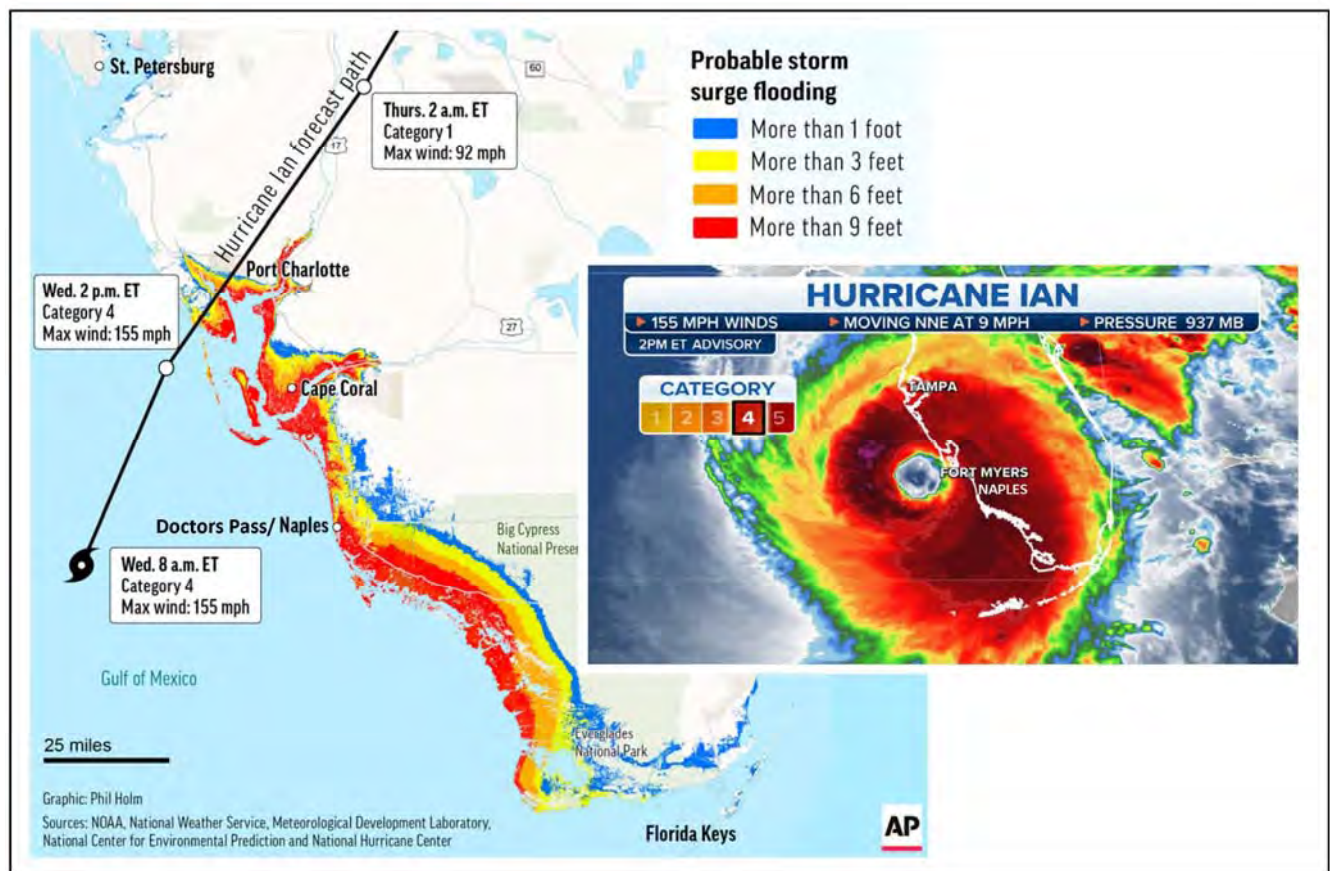 St. Petersburg
Hurricane Ian forecast path
60
Thurs. 2 a.m. ET
Category 1
Max wind: 92 mph
17
Port Charlotte
Wed. 2 p.m. ET
Category 4
Max wind: 155 mph
27
Cape Coral
Doctors Pass/ Naples
Big Cypress
National Prese
Wed. 8 a.m. ET
Category 4
Max wind: 155 mph
Gulf of Mexico
Everglades
National Park
25 miles
Graphic: Phil Holm
Sources: NOAA, National Weather Service, Meteorological Development Laboratory,
National Center for Environmental Prediction and National Hurricane Center
Florida Keys
AP
Probable storm
surge flooding
More than 1 foot
More than 3 feet
More than 6 feet
More than 9 feet
HURRICANE IAN
155 MPH WINDS MOVING NNE AT 9 MPH PRESSURE 937 MB
2PM ET ADVISORY
CATEGORY
1 2 3 4 5
TAMPA
FORT MYERS
NAPLES